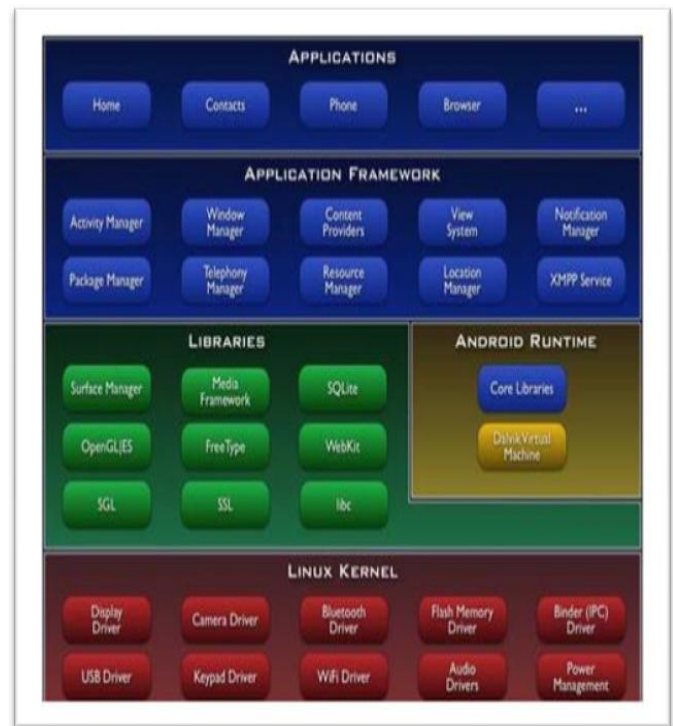 APPLICATIONS
Home Contacts Phone Browser ...
APPLICATION FRAMEWORK
Activity Manager Window Manager Content Providers View System Notification Manager
Package Manager Telephony Manager Resource Manager Location Manager XMPP Service
LIBRARIES
Surface Manager Media Framework SQLite
OpenGL|ES FreeType WebKit
SGL SSL libc
ANDROID RUNTIME
Core Libraries
Dalvik Virtual Machine
LINUX KERNEL
Display Driver Camera Driver Bluetooth Driver Flash Memory Driver Binder (IPC) Driver
USB Driver Keypad Driver WiFi Driver Audio Drivers Power Management